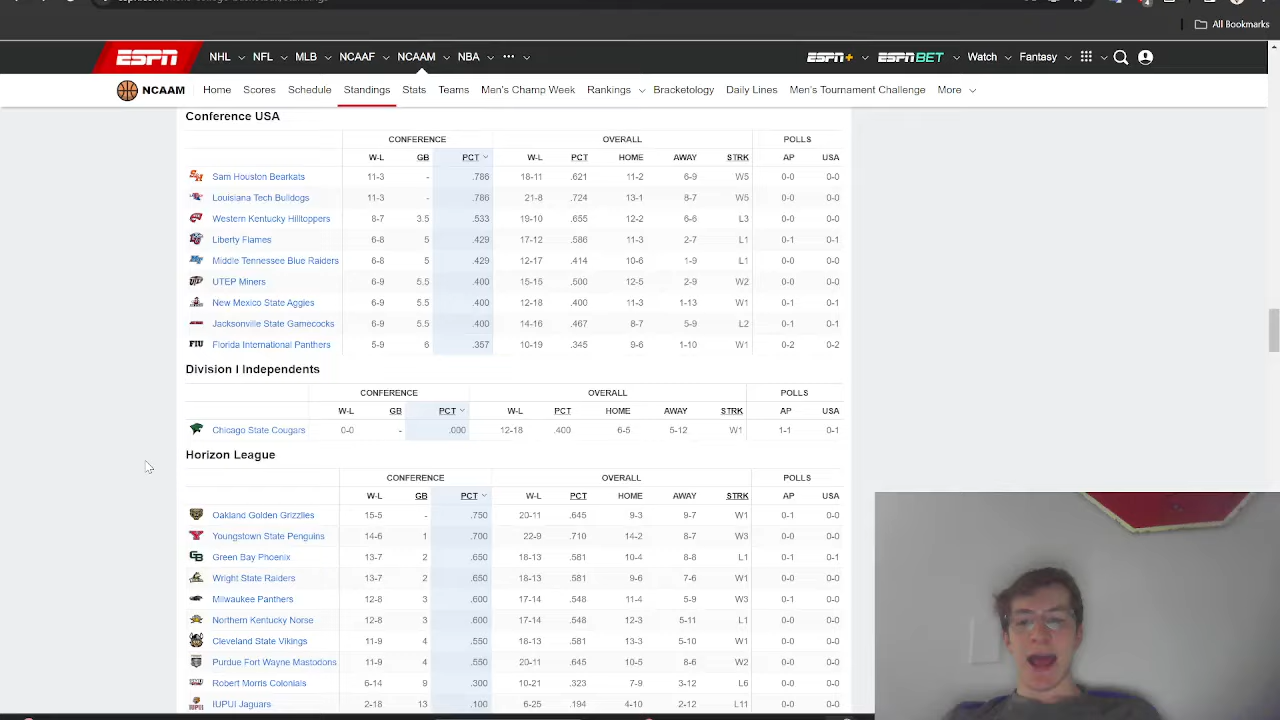 All Bookmarks
ESPN NHL NFL MLB NCAAF NCAAM NBA ESPN+ ESPN BET Watch Fantasy
NCAAM Home Scores Schedule Standings Stats Teams Men's Champ Week Rankings Bracketology Daily Lines Men's Tournament Challenge More
Conference USA
CONFERENCE OVERALL POLLS
W-L GB PCT W-L PCT HOME AWAY STRK AP USA
Sam Houston Bearkats 11-3 - .786 18-11 .621 11-2 6-9 W5 0-0 0-0
Louisiana Tech Bulldogs 11-3 - .786 21-8 .724 13-1 8-7 W5 0-0 0-0
Western Kentucky Hilltoppers 8-7 3.5 .533 19-10 .655 12-2 6-6 L3 0-0 0-0
Liberty Flames 6-8 5 .429 17-12 .586 11-3 2-7 L1 0-1 0-1
Middle Tennessee Blue Raiders 6-8 5 .429 12-17 .414 10-6 1-9 L1 0-0 0-0
UTEP Miners 6-9 5.5 .400 15-15 .500 12-5 2-9 W2 0-0 0-0
New Mexico State Aggies 6-9 5.5 .400 12-18 .400 11-3 1-13 W1 0-1 0-1
Jacksonville State Gamecocks 6-9 5.5 .400 14-16 .467 8-7 5-9 L2 0-1 0-1
FIU Florida International Panthers 5-9 6 .357 10-19 .345 9-6 1-10 W1 0-2 0-2
Division I Independents
CONFERENCE OVERALL POLLS
W-L GB PCT W-L PCT HOME AWAY STRK AP USA
Chicago State Cougars 0-0 - .000 12-18 .400 6-5 5-12 W1 1-1 0-1
Horizon League
CONFERENCE OVERALL POLLS
W-L GB PCT W-L PCT HOME AWAY STRK AP USA
Oakland Golden Grizzlies 15-5 - .750 20-11 .645 9-3 9-7 W1 0-1 0-0
Youngstown State Penguins 14-6 1 .700 22-9 .710 14-2 8-7 W3 0-0 0-0
Green Bay Phoenix 13-7 2 .650 18-13 .581 10-4 8-8 L1 0-1 0-1
Wright State Raiders 13-7 2 .650 18-13 .581 9-6 7-6 W1 0-0 0-0
Milwaukee Panthers 12-8 3 .600 17-14 .548 11-4 5-9 W3 0-1 0-0
Northern Kentucky Norse 12-8 3 .600 17-14 .548 12-3 5-11 L1 0-0 0-0
Cleveland State Vikings 11-9 4 .550 18-13 .581 13-3 5-10 W1 0-0 0-0
Purdue Fort Wayne Mastodons 11-9 4 .550 20-11 .645 10-5 8-6 W2 0-0 0-0
Robert Morris Colonials 6-14 9 .300 10-21 .323 7-9 3-12 L6 0-0 0-0
IUPUI Jaguars 2-18 13 .100 6-25 .194 4-10 2-12 L11 0-0 0-0